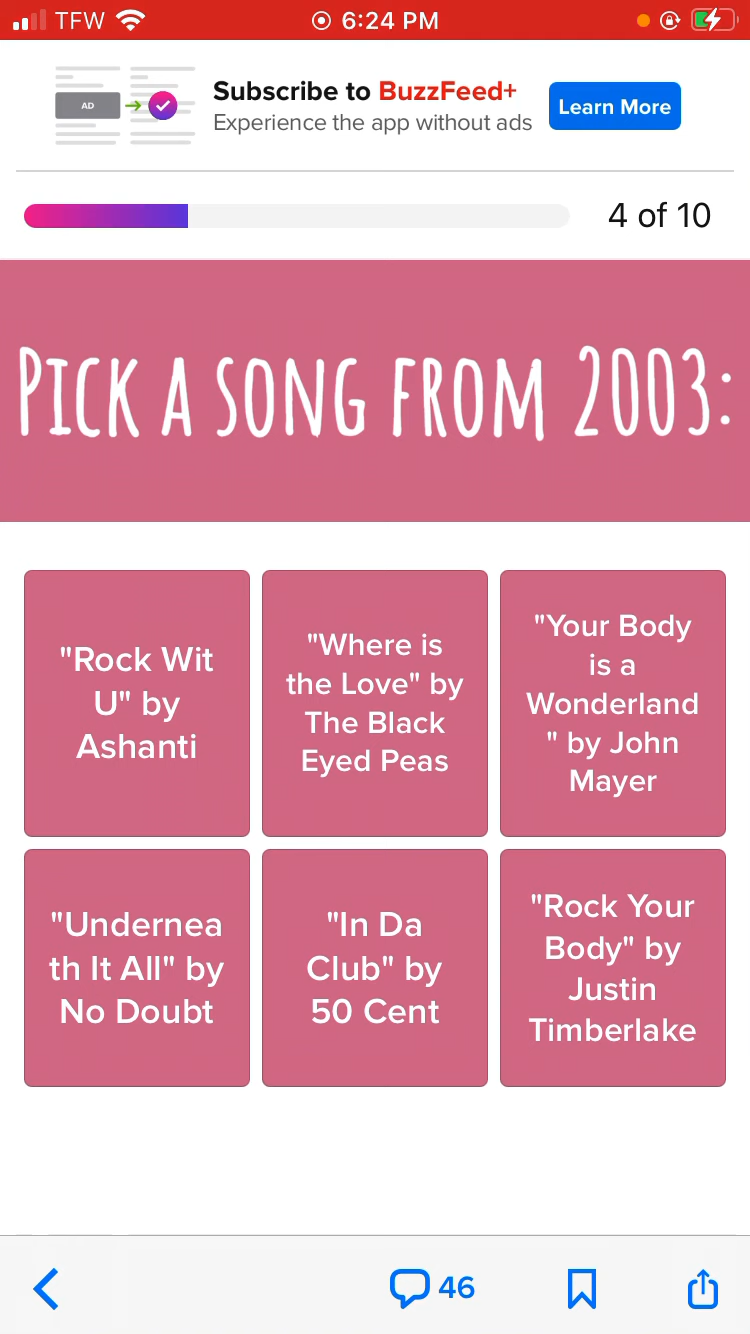 TFW 6:24 PM
Subscribe to BuzzFeed+
Experience the app without ads
AD
Learn More
4 of 10
PICK A SONG FROM 2003:
"Rock Wit
U" by
Ashanti
"Where is
the Love" by
The Black
Eyed Peas
"Your Body
is a
Wonderland
" by John
Mayer
"Undernea
th It All" by
No Doubt
"In Da
Club" by
50 Cent
"Rock Your
Body" by
Justin
Timberlake
46